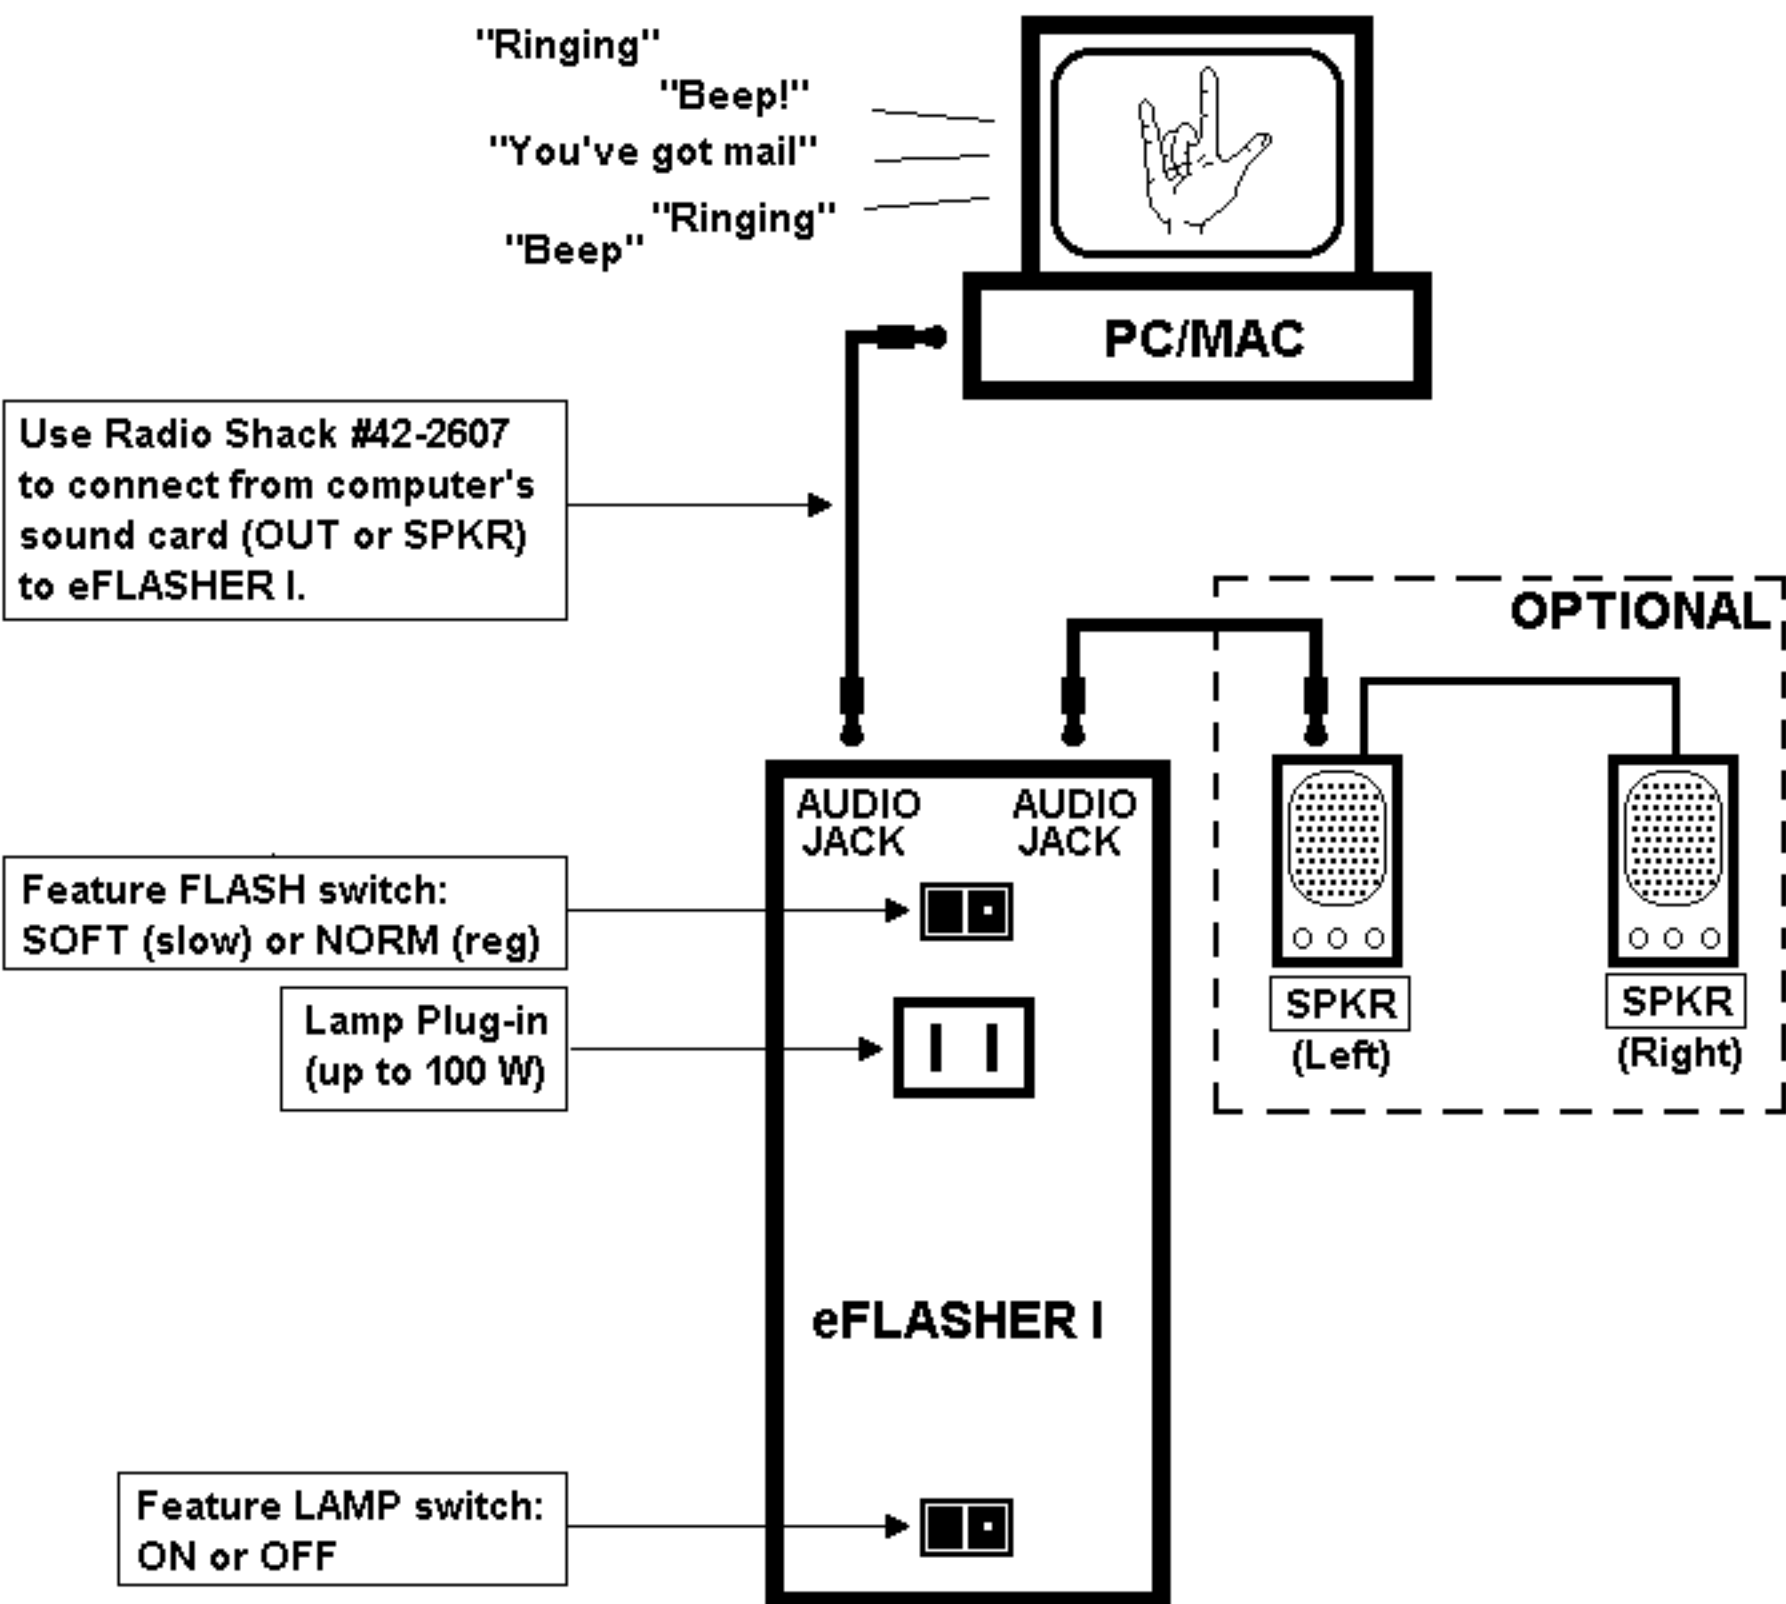 "Ringing"
"Beep!"
"You've got mail"
"Ringing"
"Beep"
PC/MAC
Use Radio Shack #42-2607
to connect from computer's
sound card (OUT or SPKR)
to eFLASHER I.
OPTIONAL
AUDIO
JACK
AUDIO
JACK
Feature FLASH switch:
SOFT (slow) or NORM (reg)
Lamp Plug-in
(up to 100 W)
SPKR
(Left)
SPKR
(Right)
eFLASHER I
Feature LAMP switch:
ON or OFF